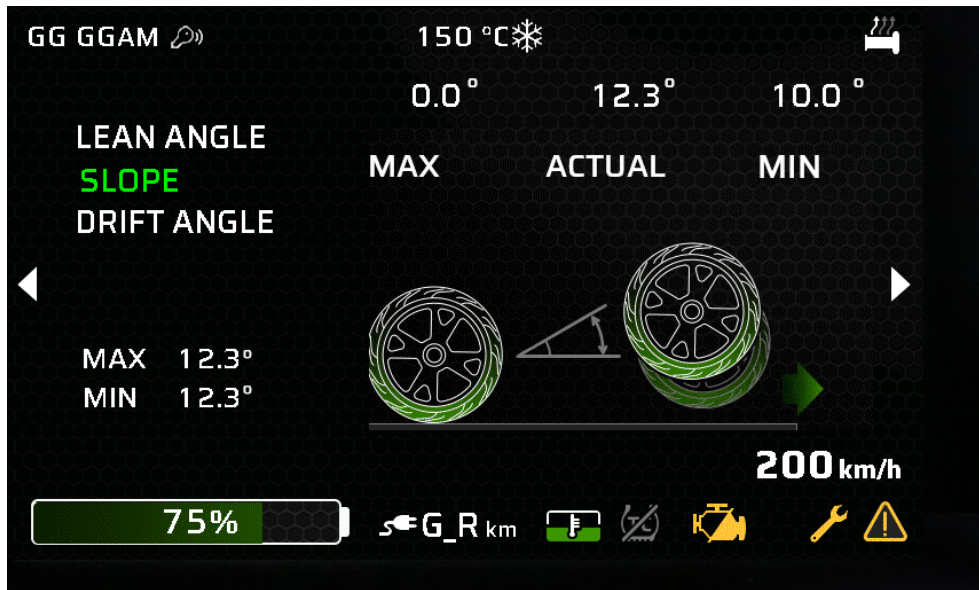 GG GGAM 150 °C
0.0° 12.3° 10.0 °
LEAN ANGLE
SLOPE
DRIFT ANGLE
MAX ACTUAL MIN
MAX 12.3°
MIN 12.3°
200 km/h
75% G_R km
TC